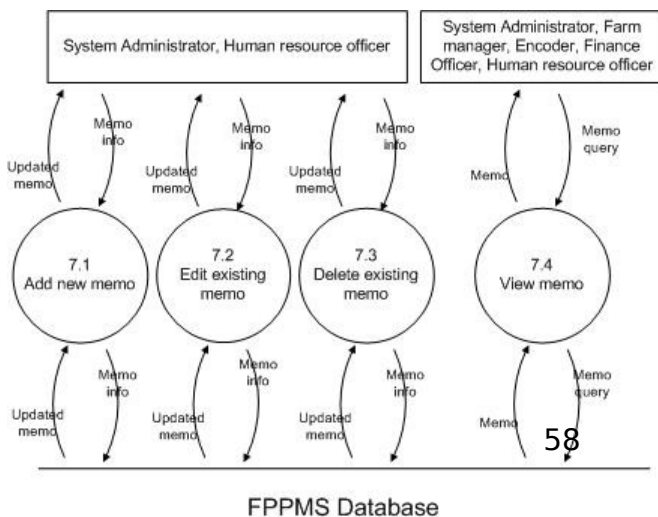 System Administrator, Human resource officer
System Administrator, Farm
manager, Encoder, Finance
Officer, Human resource officer
Updated
memo
Memo
info
Updated
memo
Memo
info
Updated
memo
Memo
info
Memo
Memo
query
7.1
Add new memo
7.2
Edit existing
memo
7.3
Delete existing
memo
7.4
View memo
Updated
memo
Memo
info
Updated
memo
Memo
info
Updated
memo
Memo
info
Memo
Memo
query
58
FPPMS Database